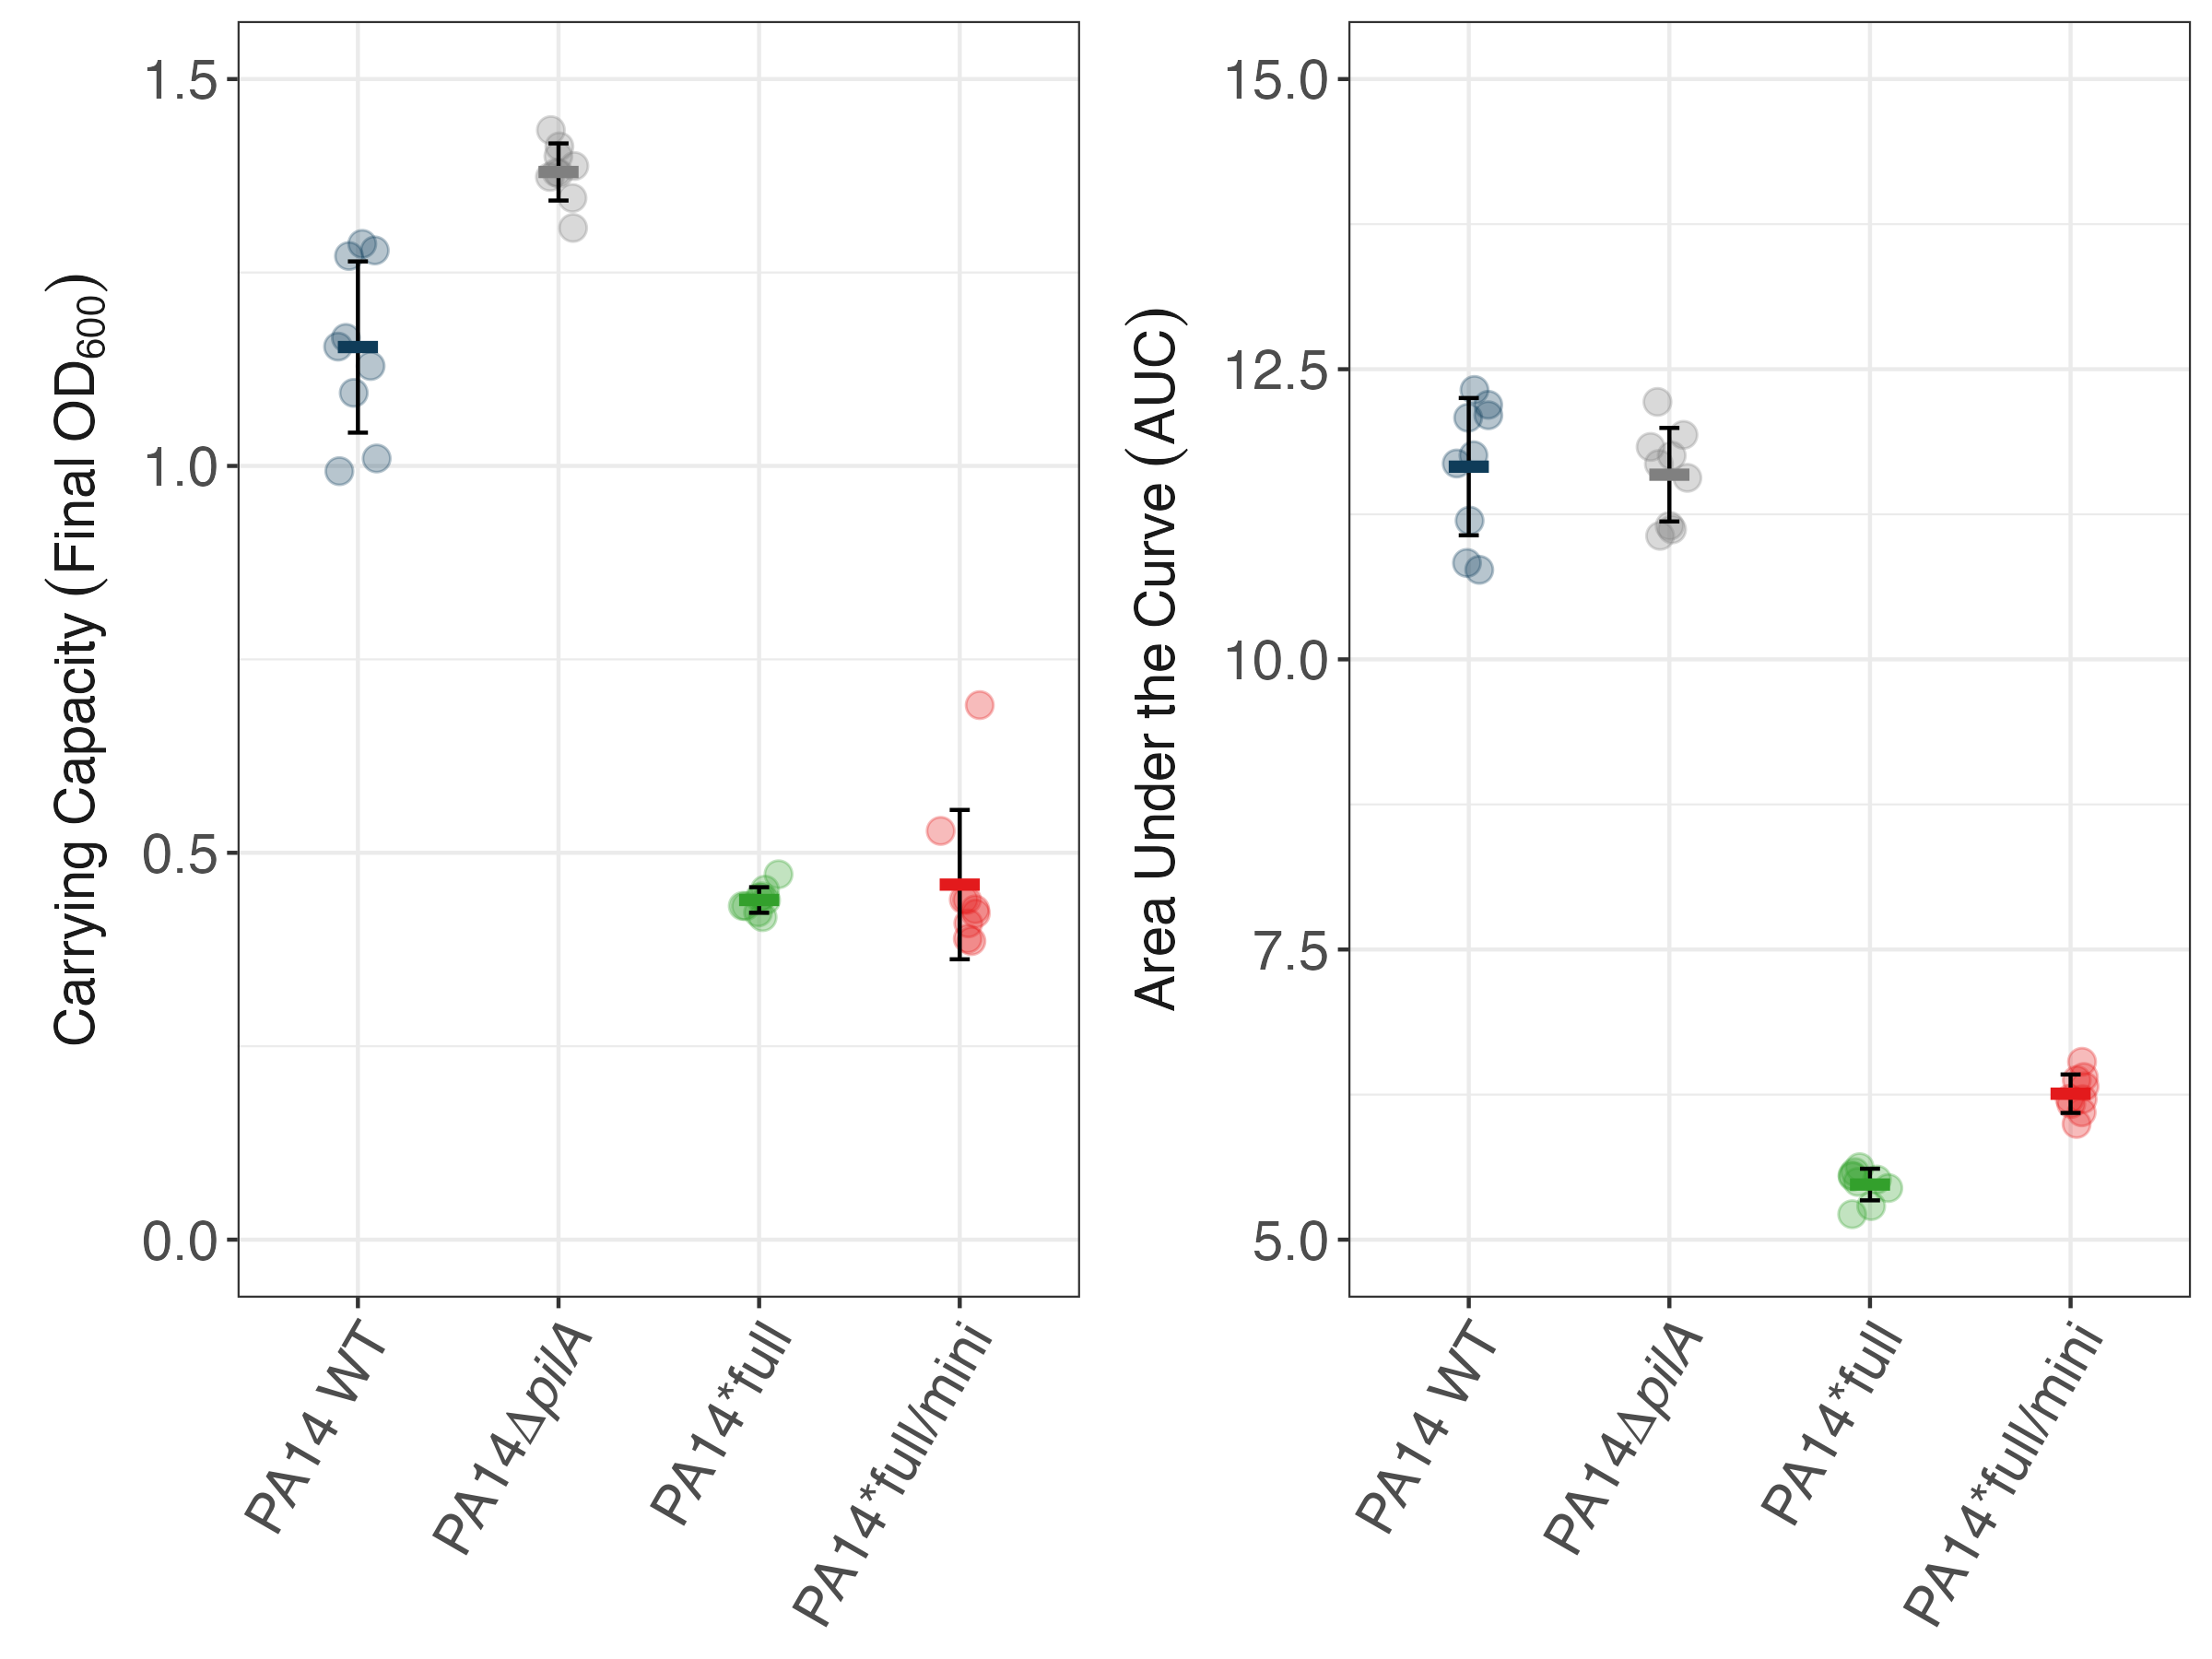 Carrying Capacity (Final OD600)
1.5
1.0
0.5
0.0
PA14 WT
PA14ΔpilA
PA14*full
PA14*full/mini
Area Under the Curve (AUC)
15.0
12.5
10.0
7.5
5.0
PA14 WT
PA14ΔpilA
PA14*full
PA14*full/mini